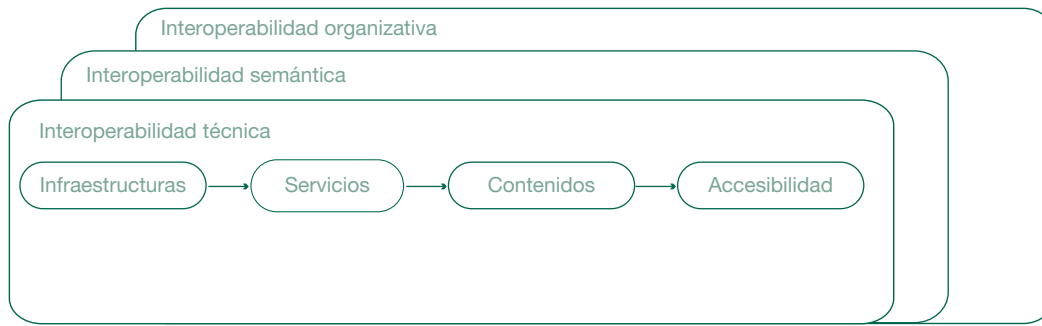 Interoperabilidad organizativa
Interoperabilidad semántica
Interoperabilidad técnica
Infraestructuras
Servicios
Contenidos
Accesibilidad